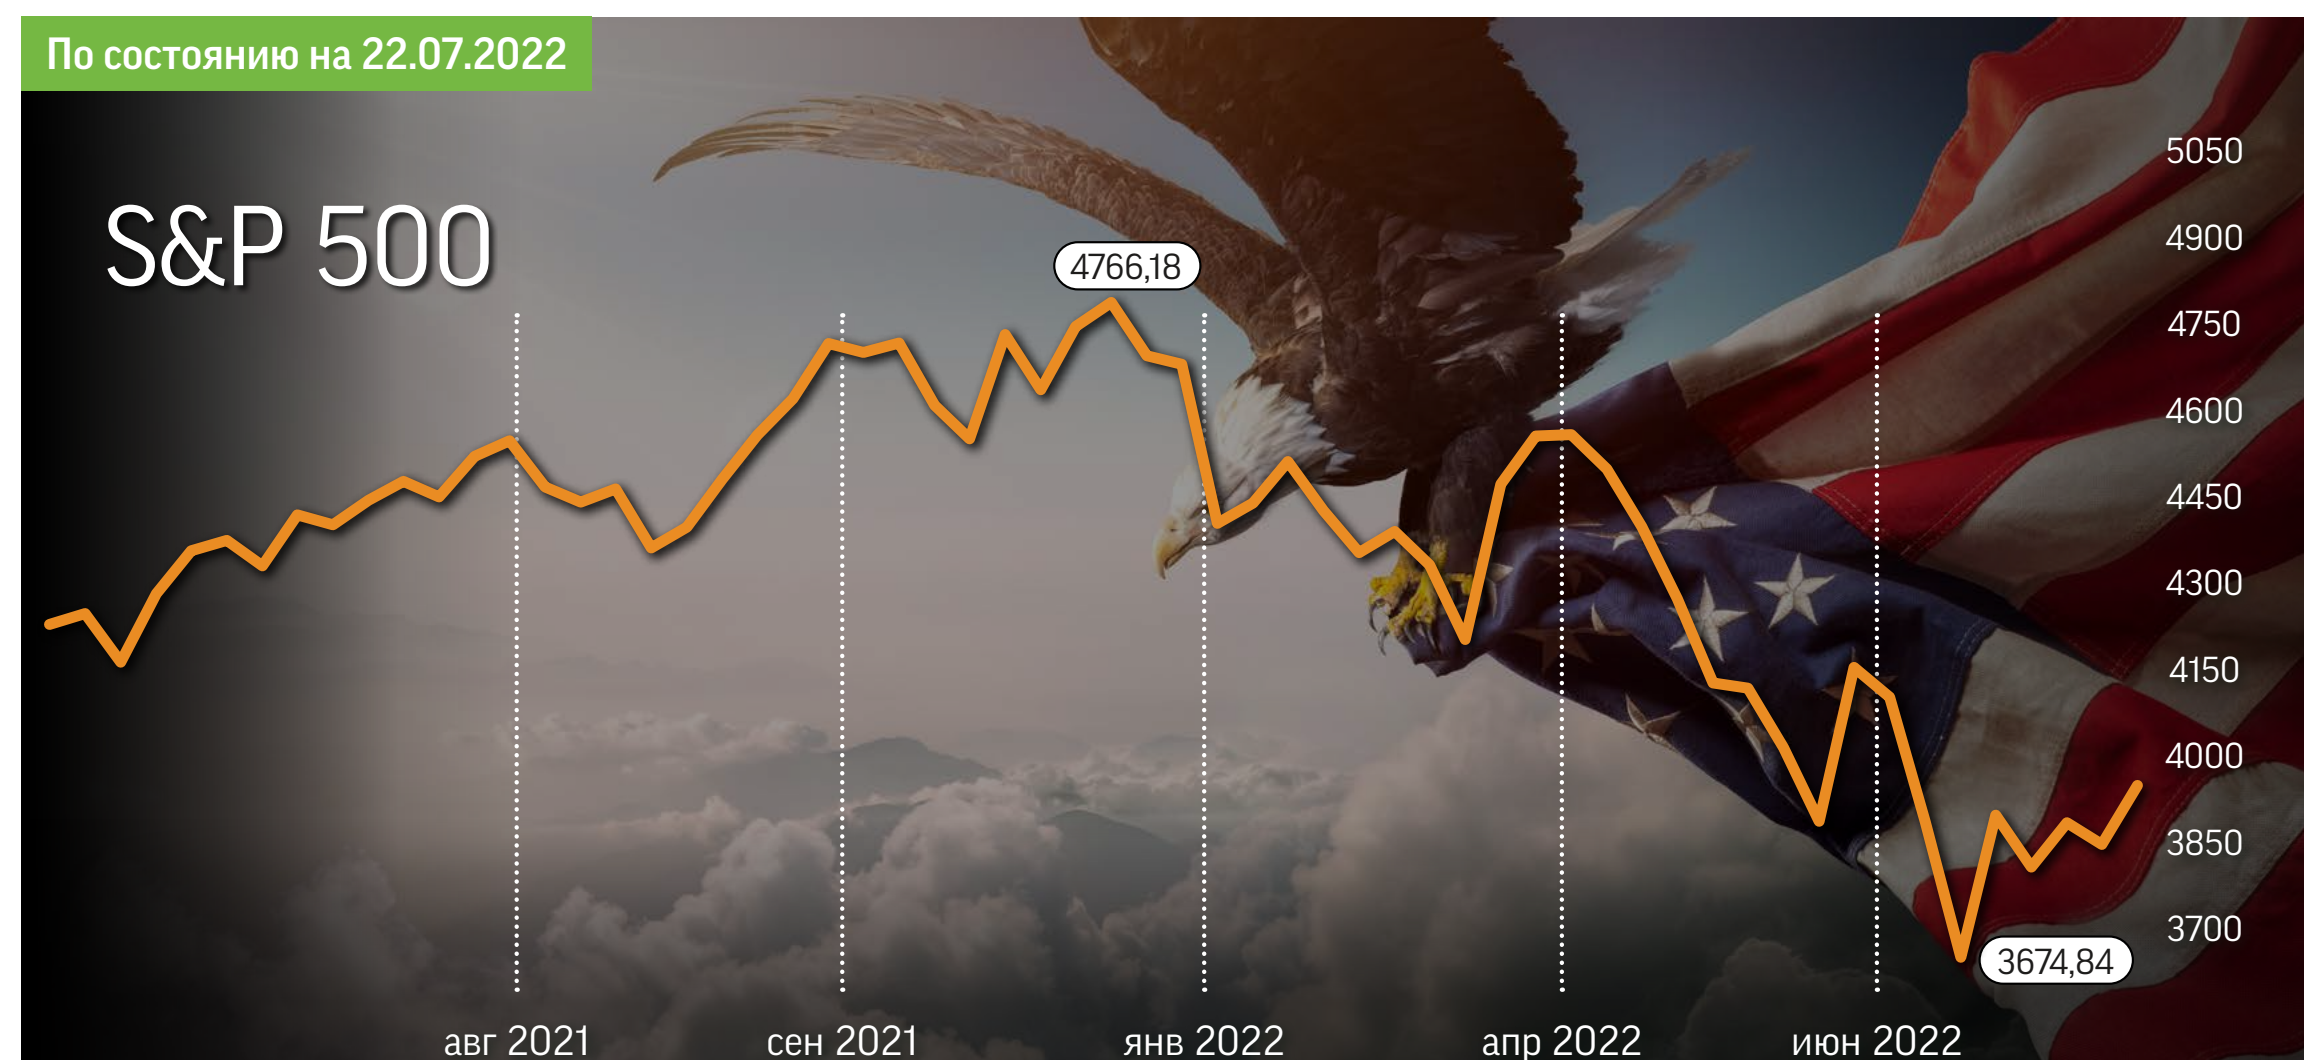 По состоянию на 22.07.2022
S&P 500
4766,18
3674,84
5050
4900
4750
4600
4450
4300
4150
4000
3850
3700
авг 2021
сен 2021
янв 2022
апр 2022
июн 2022